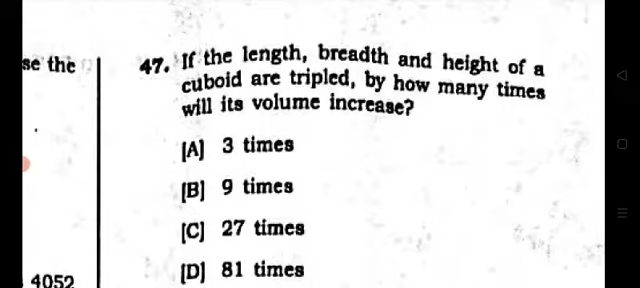 se the
47. If the length, breadth and height of a
cuboid are tripled, by how many times
will its volume increase?
[A] 3 times
[B] 9 times
[C] 27 times
[D] 81 times
4052